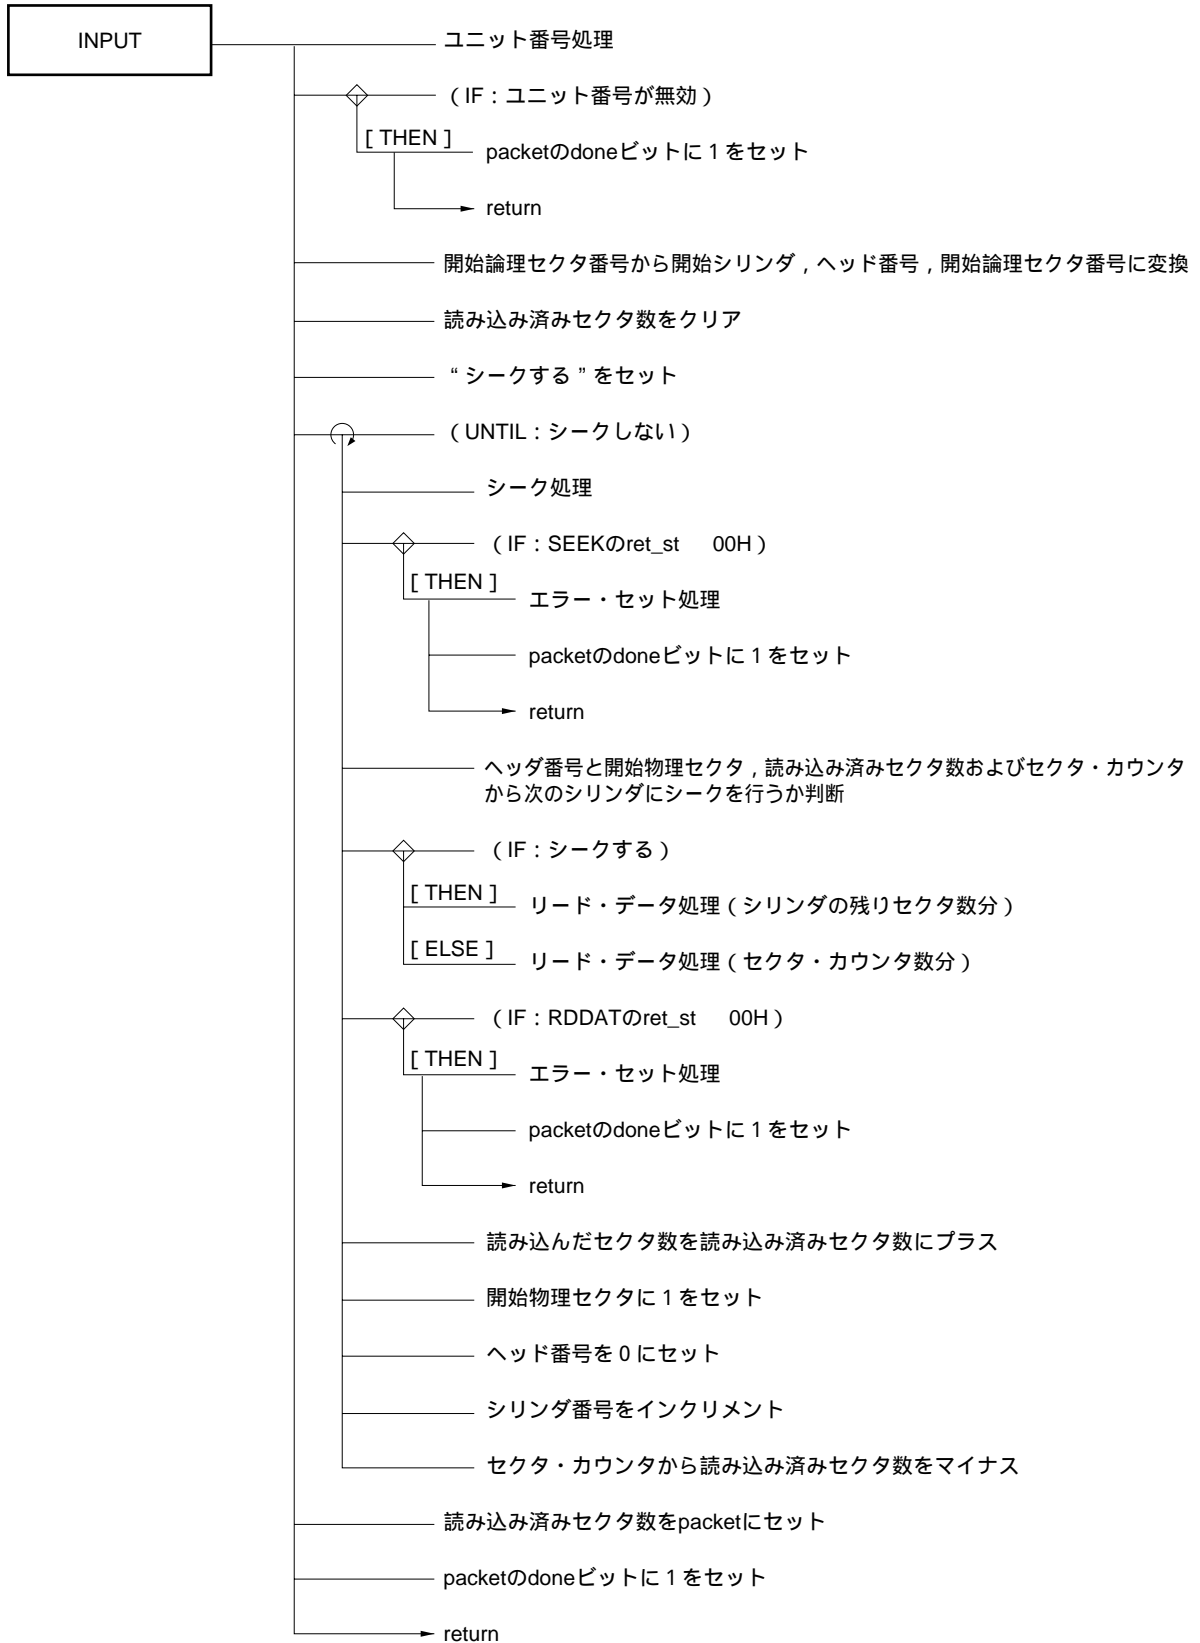 INPUT
ユニット番号処理
（IF：ユニット番号が無効）
[ THEN ]
packetのdoneビットに１をセット
return
開始論理セクタ番号から開始シリンダ，ヘッド番号，開始論理セクタ番号に変換
読み込み済みセクタ数をクリア
“シークする”をセット
（UNTIL：シークしない）
シーク処理
（IF：SEEKのret_st　00H）
[ THEN ]
エラー・セット処理
packetのdoneビットに１をセット
return
ヘッダ番号と開始物理セクタ，読み込み済みセクタ数およびセクタ・カウンタ
から次のシリンダにシークを行うか判断
（IF：シークする）
[ THEN ]
リード・データ処理（シリンダの残りセクタ数分）
[ ELSE ]
リード・データ処理（セクタ・カウンタ数分）
（IF：RDDATのret_st　00H）
[ THEN ]
エラー・セット処理
packetのdoneビットに１をセット
return
読み込んだセクタ数を読み込み済みセクタ数にプラス
開始物理セクタに１をセット
ヘッド番号を０にセット
シリンダ番号をインクリメント
セクタ・カウンタから読み込み済みセクタ数をマイナス
読み込み済みセクタ数をpacketにセット
packetのdoneビットに１をセット
return